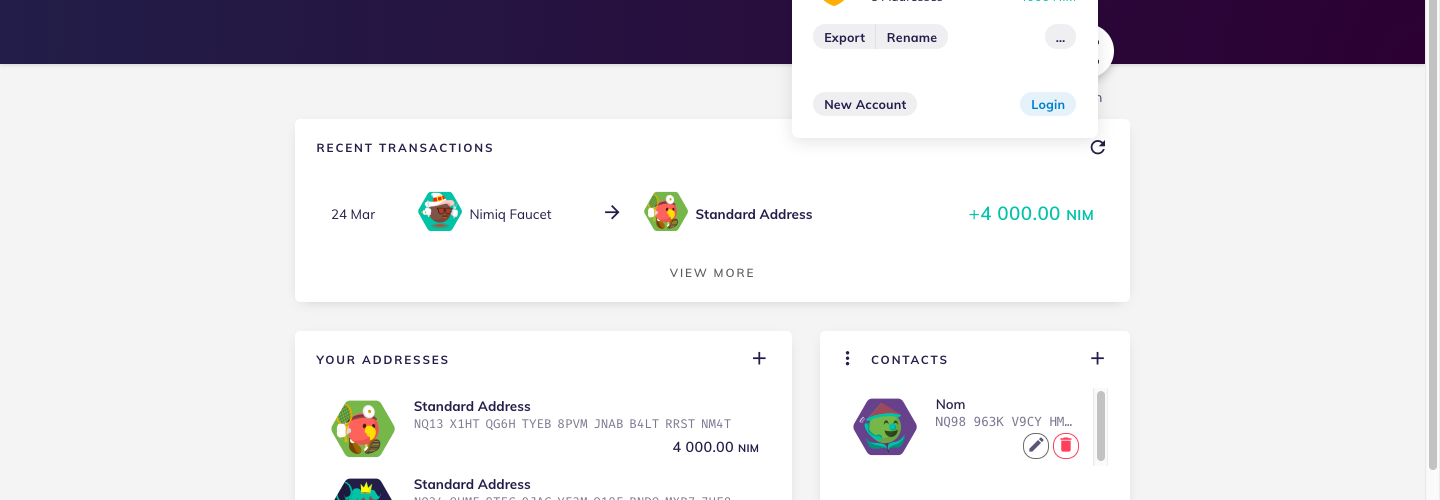 Export Rename ...
New Account Login
RECENT TRANSACTIONS
24 Mar Nimiq Faucet Standard Address +4 000.00 NIM
VIEW MORE
YOUR ADDRESSES
Standard Address
NQ13 X1HT QG6H TYEB 8PVM JNAB B4LT RRST NM4T
4 000.00 NIM
Standard Address
CONTACTS
Nom
NQ98 963K V9CY HM…